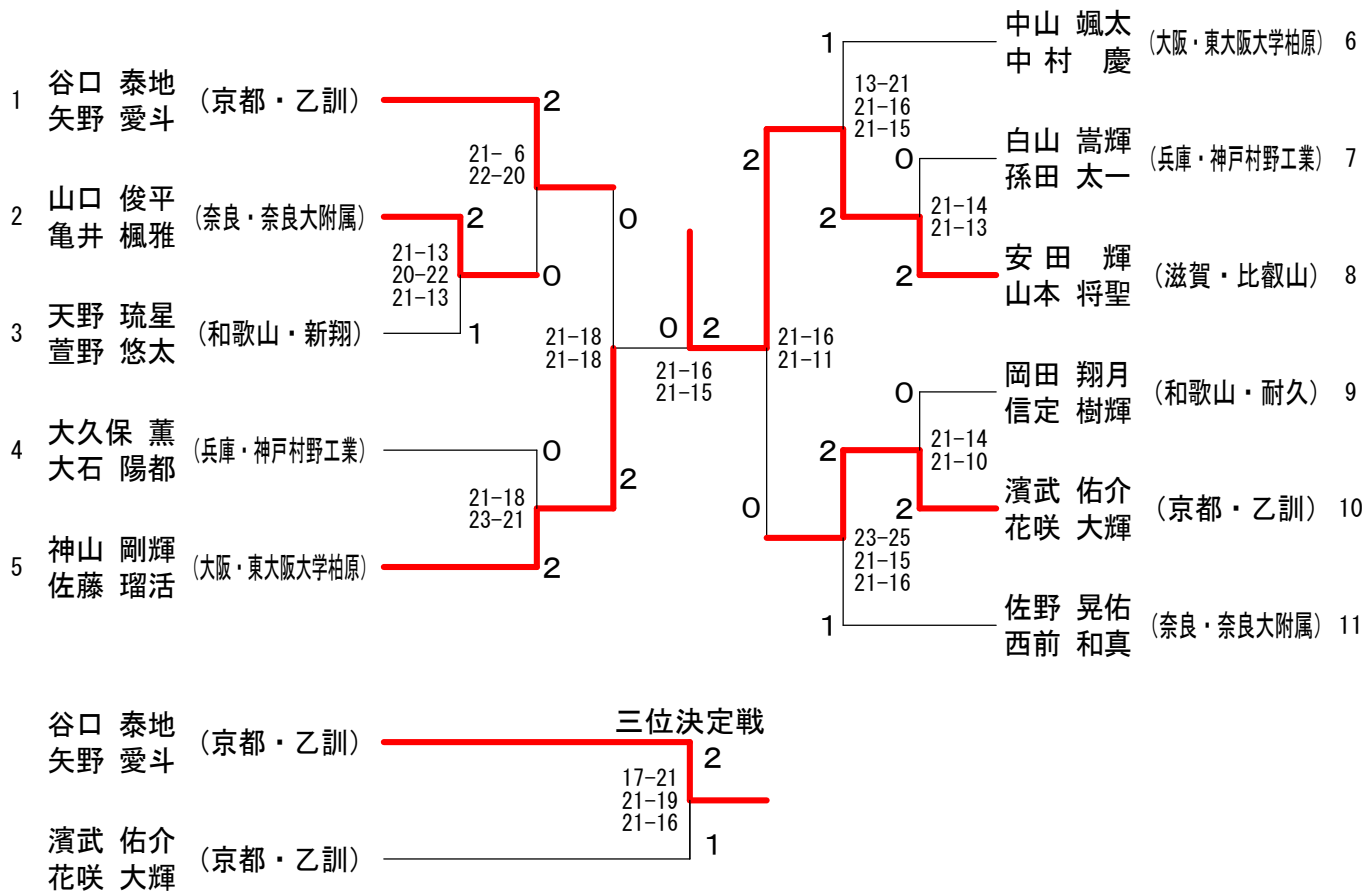 1 谷口 泰地 矢野 愛斗 (京都・乙訓) 2
21- 6
22-20
2 山口 俊平 亀井 楓雅 (奈良・奈良大附属) 2
21-13
20-22
21-13
0
3 天野 琉星 萱野 悠太 (和歌山・新翔) 1
0
21-18
21-18
4 大久保 薫 大石 陽都 (兵庫・神戸村野工業) 0
21-18
23-21
2
5 神山 剛輝 佐藤 瑠活 (大阪・東大阪大学柏原) 2
0 2
21-16
21-15
1 中山 颯太 中村 慶 (大阪・東大阪大学柏原) 6
13-21
21-16
21-15
2
0 白山 嵩輝 孫田 太一 (兵庫・神戸村野工業) 7
21-14
21-13
2
2 安田 輝 山本 将聖 (滋賀・比叡山) 8
21-16
21-11
0 岡田 翔月 信定 樹輝 (和歌山・耐久) 9
21-14
21-10
2
2 濱武 佑介 花咲 大輝 (京都・乙訓) 10
0
23-25
21-15
21-16
1 佐野 晃佑 西前 和真 (奈良・奈良大附属) 11
三位決定戦
谷口 泰地 矢野 愛斗 (京都・乙訓) 2
17-21
21-19
21-16
濱武 佑介 花咲 大輝 (京都・乙訓) 1